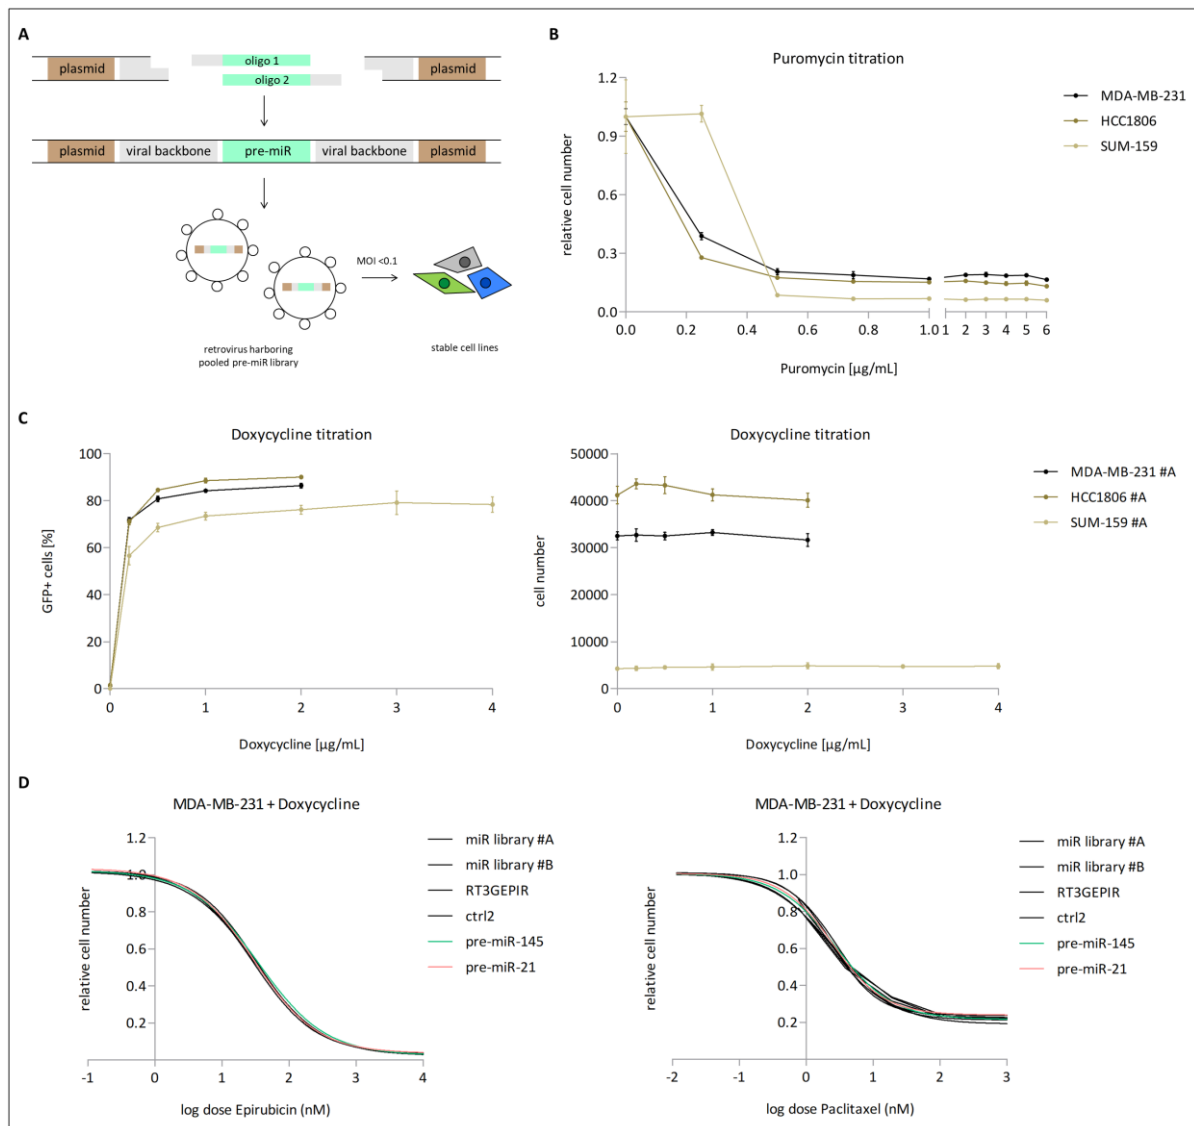 A
plasmid
oligo 1
oligo 2
plasmid
plasmid
viral backbone
pre-miR
viral backbone
plasmid
MOI <0.1
retrovirus harboring
pooled pre-miR library
stable cell lines
B
Puromycin titration
relative cell number
1.2
0.9
0.6
0.3
0.0
0.0 0.2 0.4 0.6 0.8 1.0 1 2 3 4 5 6
Puromycin [µg/mL]
MDA-MB-231
HCC1806
SUM-159
C
Doxycycline titration
GFP+ cells [%]
100
80
60
40
20
0
0 1 2 3 4
Doxycycline [µg/mL]
Doxycycline titration
cell number
50000
40000
30000
20000
10000
0
0 1 2 3 4
Doxycycline [µg/mL]
MDA-MB-231 #A
HCC1806 #A
SUM-159 #A
D
MDA-MB-231 + Doxycycline
relative cell number
1.2
1.0
0.8
0.6
0.4
0.2
-1 0 1 2 3 4
log dose Epirubicin (nM)
miR library #A
miR library #B
RT3GEPIR
ctrl2
pre-miR-145
pre-miR-21
MDA-MB-231 + Doxycycline
relative cell number
1.2
1.0
0.8
0.6
0.4
0.2
-2 -1 0 1 2 3
log dose Paclitaxel (nM)
miR library #A
miR library #B
RT3GEPIR
ctrl2
pre-miR-145
pre-miR-21